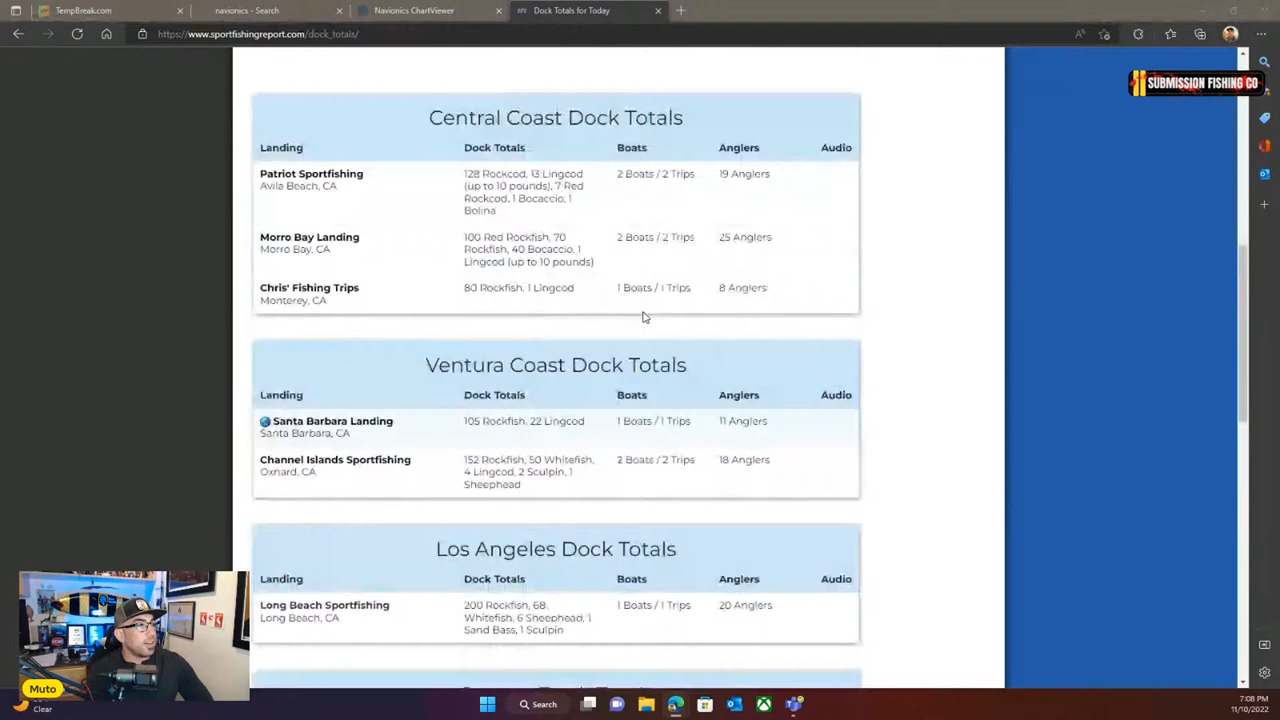 TempBreak.com
navionics - Search
Navionics ChartViewer
Dock Totals for Today
https://www.sportfishingreport.com/dock_totals/
SUBMISSION FISHING CO
Central Coast Dock Totals
Landing Dock Totals Boats Anglers Audio
Patriot Sportfishing 128 Rockcod, 13 Lingcod 2 Boats / 2 Trips 19 Anglers
Avila Beach, CA (up to 10 pounds), 7 Red
Rockcod, 1 Bocaccio, 1
Bolina
Morro Bay Landing 100 Red Rockfish, 70 2 Boats / 2 Trips 25 Anglers
Morro Bay, CA Rockfish, 40 Bocaccio, 1
Lingcod (up to 10 pounds)
Chris' Fishing Trips 80 Rockfish, 1 Lingcod 1 Boats / 1 Trips 8 Anglers
Monterey, CA
Ventura Coast Dock Totals
Landing Dock Totals Boats Anglers Audio
Santa Barbara Landing 105 Rockfish, 22 Lingcod 1 Boats / 1 Trips 11 Anglers
Santa Barbara, CA
Channel Islands Sportfishing 152 Rockfish, 50 Whitefish, 2 Boats / 2 Trips 18 Anglers
Oxnard, CA 4 Lingcod, 2 Sculpin, 1
Sheephead
Los Angeles Dock Totals
Landing Dock Totals Boats Anglers Audio
Long Beach Sportfishing 200 Rockfish, 68 1 Boats / 1 Trips 20 Anglers
Long Beach, CA Whitefish, 6 Sheephead, 1
Sand Bass, 1 Sculpin
Muto
Clear
Search
7:08 PM
11/10/2022